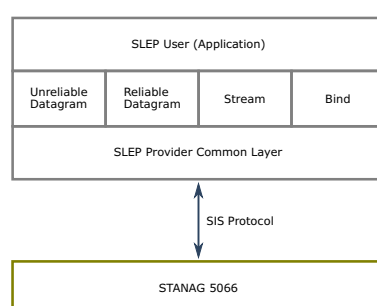 SLEP User (Application)
Unreliable
Datagram
Reliable
Datagram
Stream
Bind
SLEP Provider Common Layer
SIS Protocol
STANAG 5066